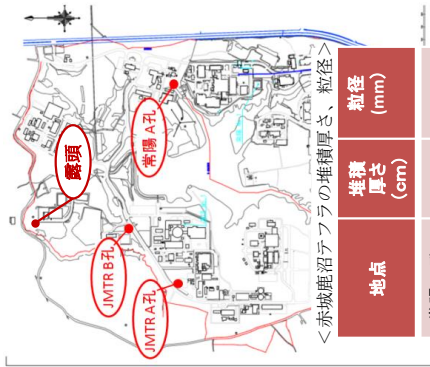 露頭
常陽 A孔
JMTR B孔
JMTR A孔
＜赤城鹿沼テフラの堆積厚さ、粒径＞
地点
堆積
厚さ
(cm)
粒径
(mm)